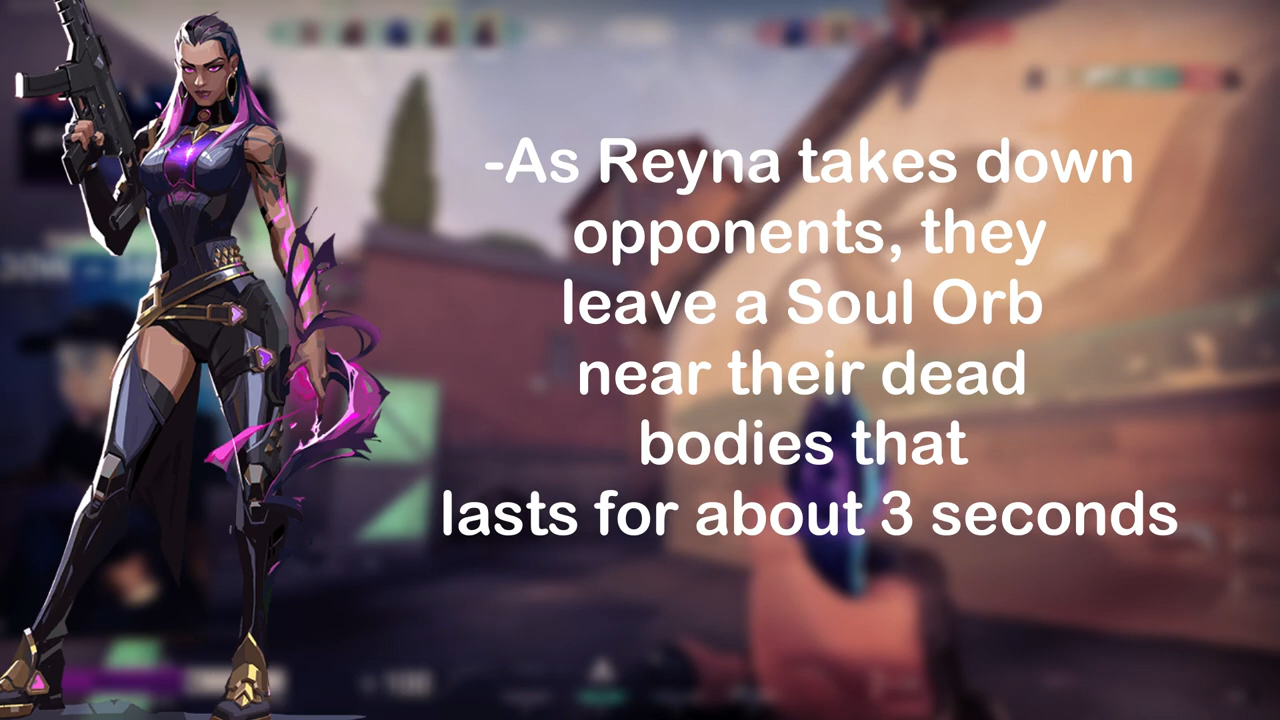 -As Reyna takes down
opponents, they
leave a Soul Orb
near their dead
bodies that
lasts for about 3 seconds